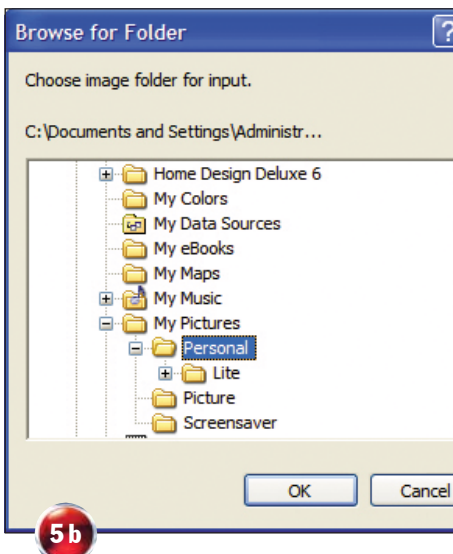 Browse for Folder ?
Choose image folder for input.
C:\Documents and Settings\Administr...
Home Design Deluxe 6
My Colors
My Data Sources
My eBooks
My Maps
My Music
My Pictures
Personal
Lite
Picture
Screensaver
OK Cancel
5b